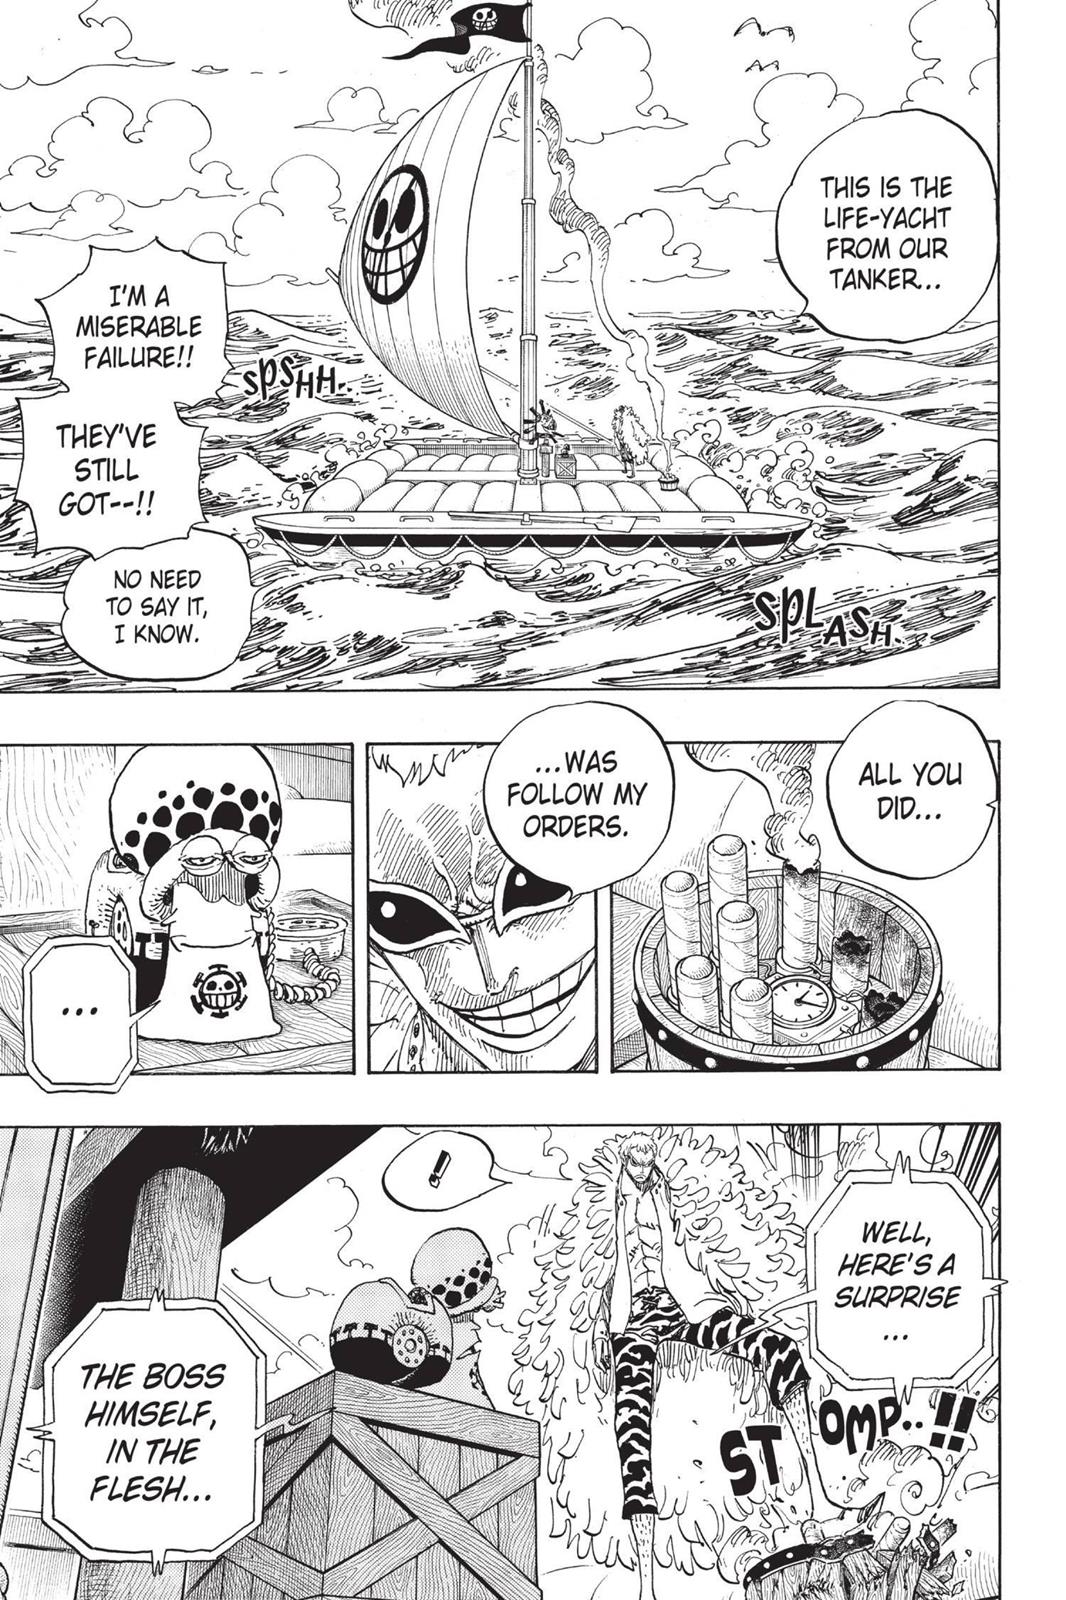 THIS IS THE
LIFE-YACHT
FROM OUR
TANKER...
I'M A
MISERABLE
FAILURE!!
THEY'VE
STILL
GOT--!!
NO NEED
TO SAY IT,
I KNOW.
SPSHH..
SPLASH.
ALL YOU
DID...
...WAS
FOLLOW MY
ORDERS.
...
WELL,
HERE'S A
SURPRISE
...
!
STOMP..!!
THE BOSS
HIMSELF,
IN THE
FLESH...